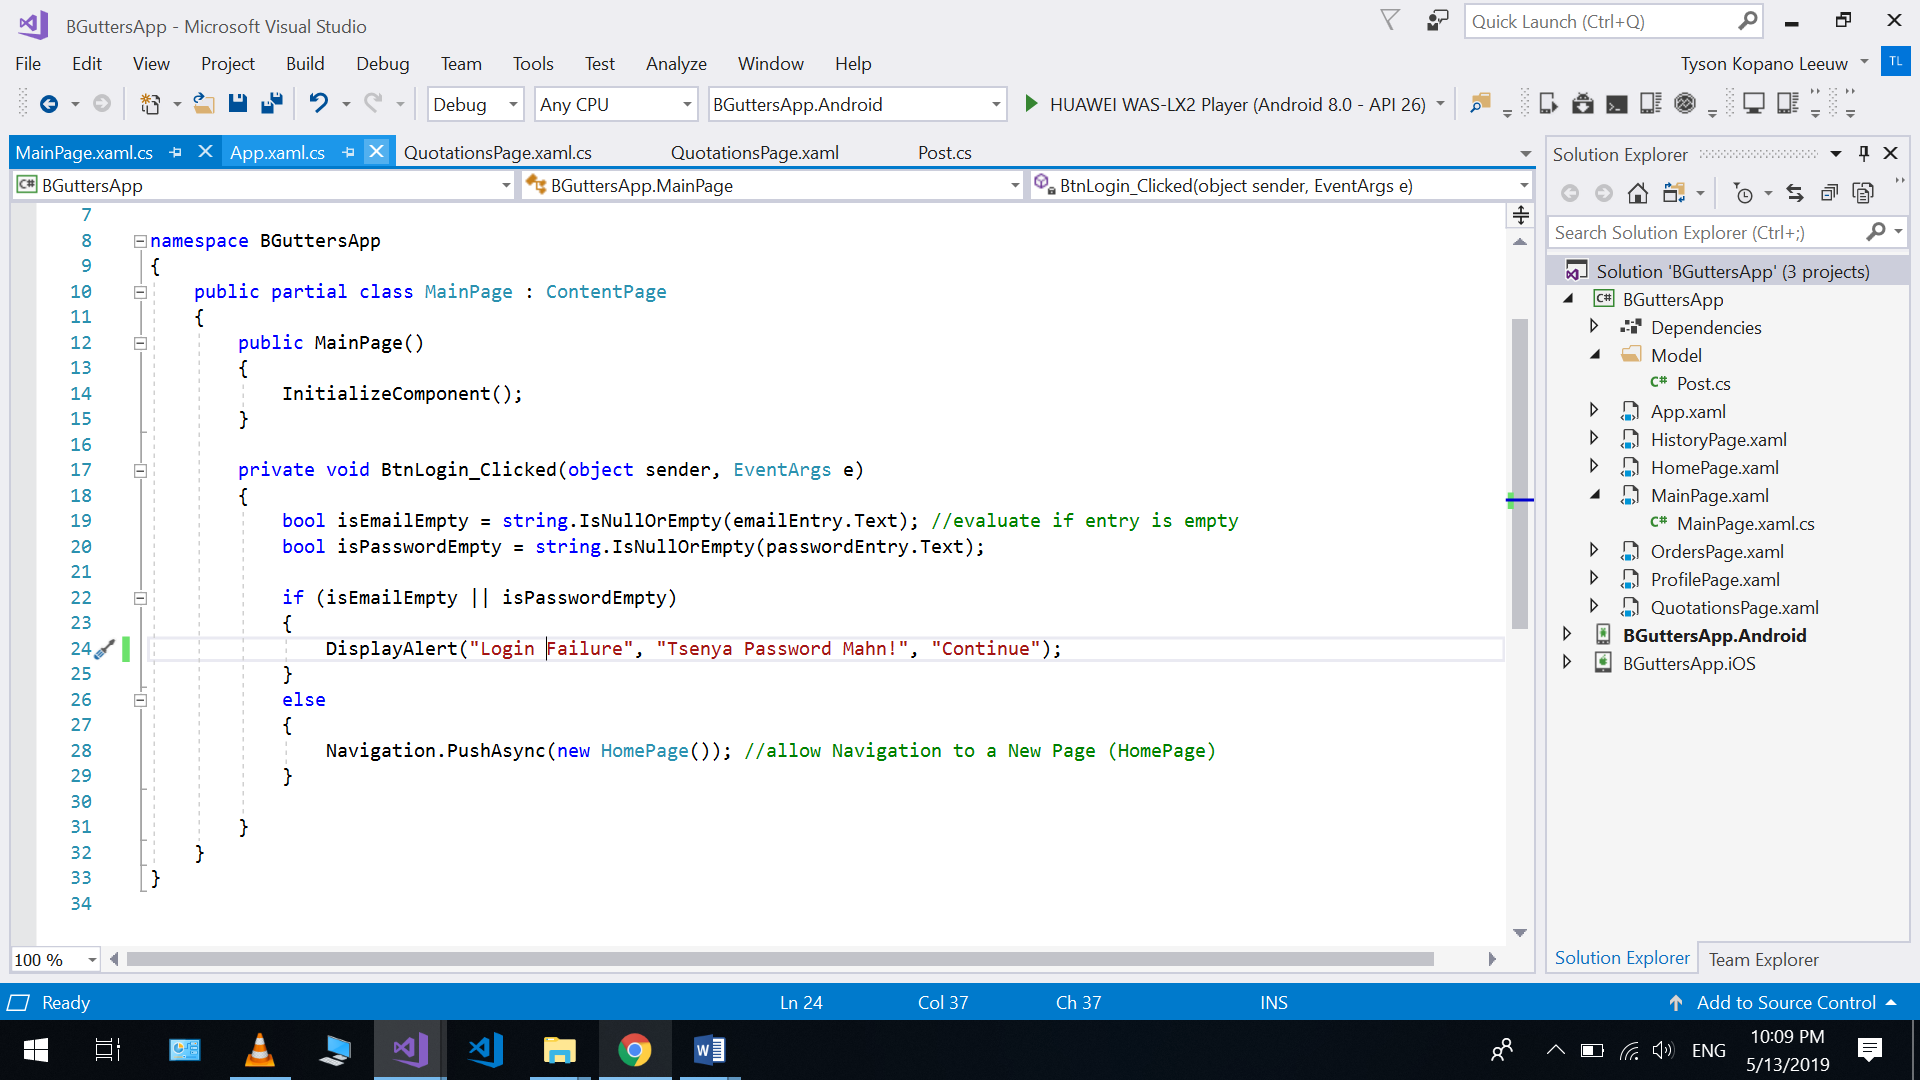 BGuttersApp - Microsoft Visual Studio
Quick Launch (Ctrl+Q)
File Edit View Project Build Debug Team Tools Test Analyze Window Help
Tyson Kopano Leeuw TL
Debug Any CPU BGuttersApp.Android HUAWEI WAS-LX2 Player (Android 8.0 - API 26)
MainPage.xaml.cs App.xaml.cs QuotationsPage.xaml.cs QuotationsPage.xaml Post.cs
C# BGuttersApp BGuttersApp.MainPage BtnLogin_Clicked(object sender, EventArgs e)
7
8 namespace BGuttersApp
9 {
10 public partial class MainPage : ContentPage
11 {
12 public MainPage()
13 {
14 InitializeComponent();
15 }
16
17 private void BtnLogin_Clicked(object sender, EventArgs e)
18 {
19 bool isEmailEmpty = string.IsNullOrEmpty(emailEntry.Text); //evaluate if entry is empty
20 bool isPasswordEmpty = string.IsNullOrEmpty(passwordEntry.Text);
21
22 if (isEmailEmpty || isPasswordEmpty)
23 {
24 DisplayAlert("Login Failure", "Tsenya Password Mahn!", "Continue");
25 }
26 else
27 {
28 Navigation.PushAsync(new HomePage()); //allow Navigation to a New Page (HomePage)
29 }
30
31 }
32 }
33 }
34
100 %
Solution Explorer
Search Solution Explorer (Ctrl+;)
Solution 'BGuttersApp' (3 projects)
C# BGuttersApp
Dependencies
Model
C# Post.cs
App.xaml
HistoryPage.xaml
HomePage.xaml
MainPage.xaml
C# MainPage.xaml.cs
OrdersPage.xaml
ProfilePage.xaml
QuotationsPage.xaml
BGuttersApp.Android
BGuttersApp.iOS
Solution Explorer Team Explorer
Ready Ln 24 Col 37 Ch 37 INS Add to Source Control
ENG
10:09 PM
5/13/2019